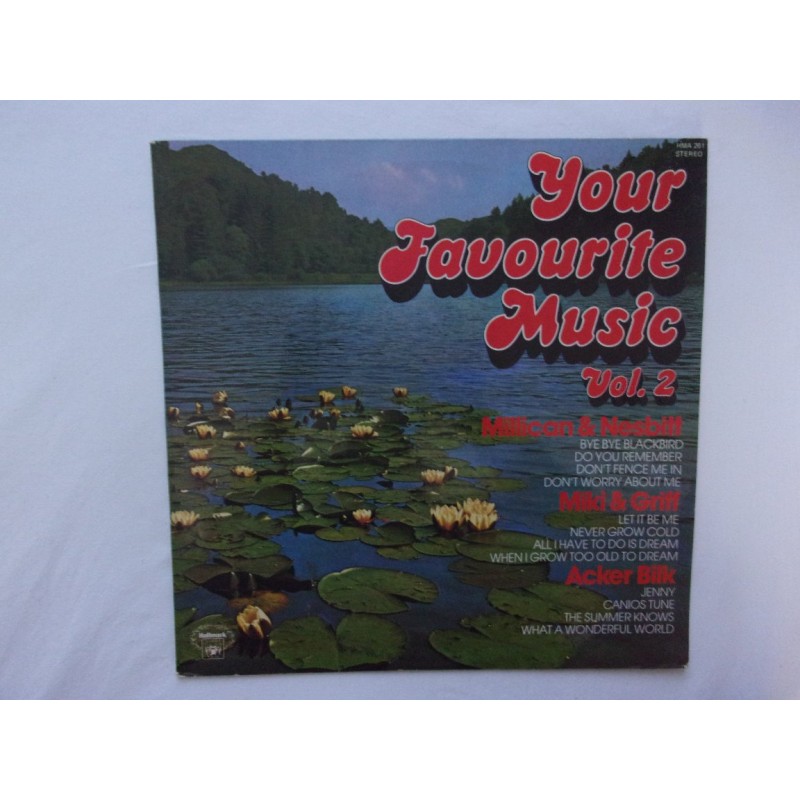 HMA 261
STEREO
Your
Favourite
Music
Vol. 2
Millican & Nesbitt
BYE BYE BLACKBIRD
DO YOU REMEMBER
DON'T FENCE ME IN
DON'T WORRY ABOUT ME
Miki & Griff
LET IT BE ME
NEVER GROW COLD
ALL I HAVE TO DO IS DREAM
WHEN I GROW TOO OLD TO DREAM
Acker Bilk
JENNY
CANIOS TUNE
THE SUMMER KNOWS
WHAT A WONDERFUL WORLD
Hallmark